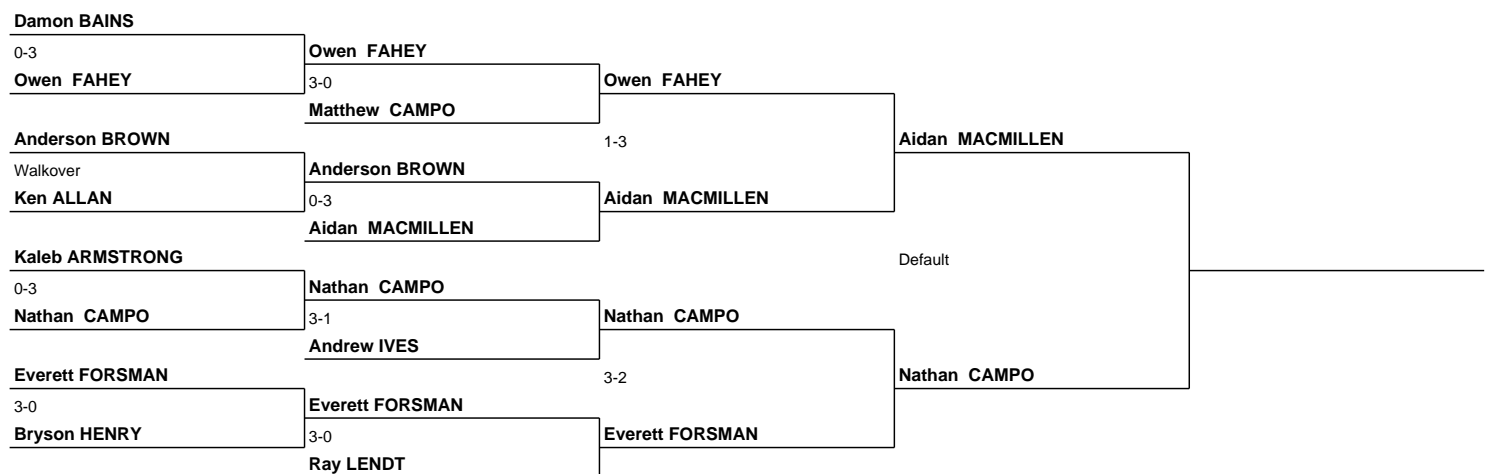 Damon BAINS
0-3
Owen FAHEY
Owen FAHEY
3-0
Owen FAHEY
Matthew CAMPO
Anderson BROWN
1-3
Aidan MACMILLEN
Walkover
Anderson BROWN
Ken ALLAN
0-3
Aidan MACMILLEN
Aidan MACMILLEN
Kaleb ARMSTRONG
Default
0-3
Nathan CAMPO
Nathan CAMPO
3-1
Nathan CAMPO
Andrew IVES
Everett FORSMAN
3-2
Nathan CAMPO
3-0
Everett FORSMAN
Bryson HENRY
3-0
Everett FORSMAN
Ray LENDT